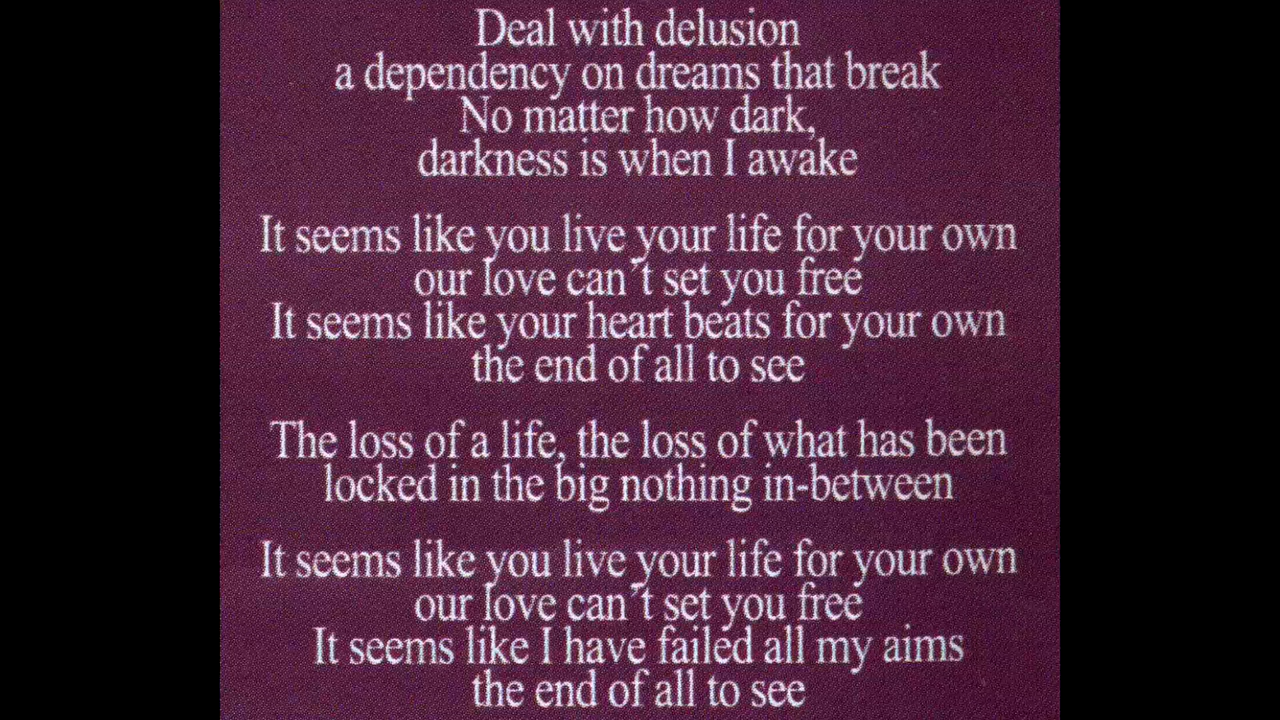 Deal with delusion
a dependency on dreams that break
No matter how dark,
darkness is when I awake
It seems like you live your life for your own
our love can´t set you free
It seems like your heart beats for your own
the end of all to see
The loss of a life, the loss of what has been
locked in the big nothing in-between
It seems like you live your life for your own
our love can´t set you free
It seems like I have failed all my aims
the end of all to see